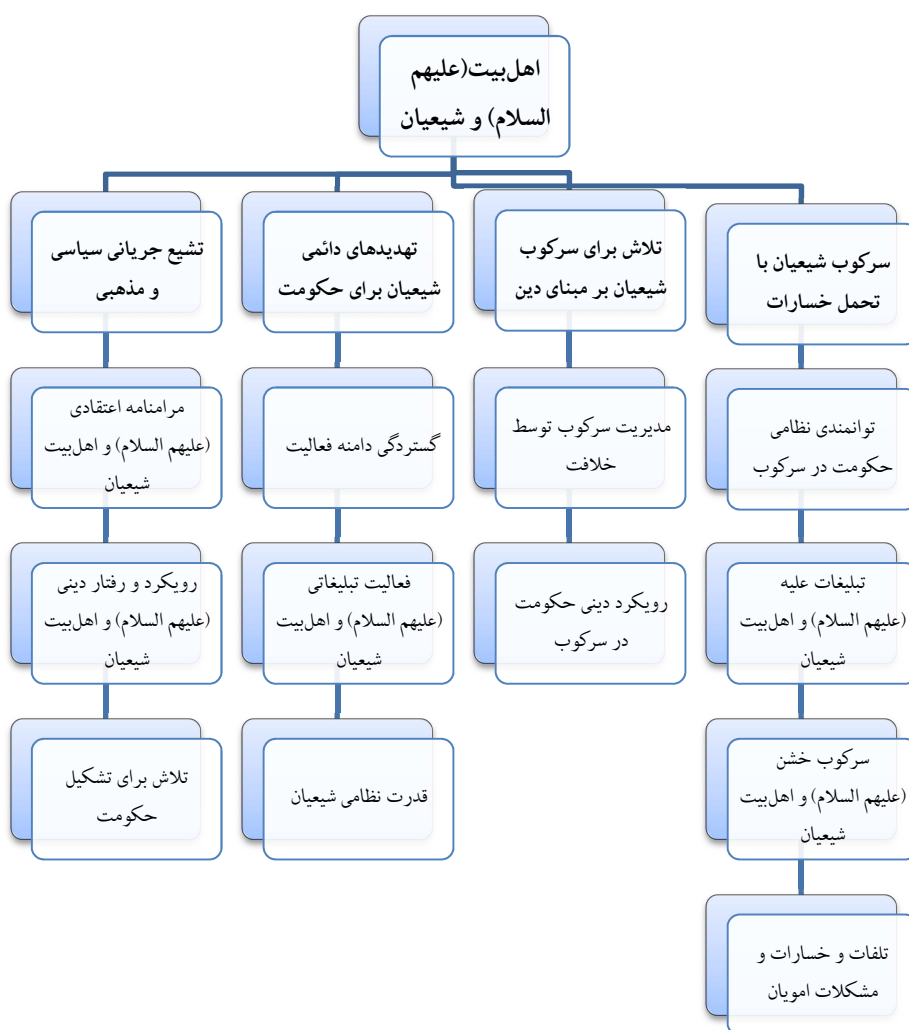 اهل‌بیت(علیهم
السلام) و شیعیان
سرکوب شیعیان با
تحمل خسارات
توانمندی نظامی
حکومت در سرکوب
تبلیغات علیه
(علیهم السلام) و اهل‌بیت
شیعیان
سرکوب خشن
(علیهم السلام) و اهل‌بیت
شیعیان
تلفات و خسارات و
مشکلات امویان
تلاش برای سرکوب
شیعیان بر مبنای دین
مدیریت سرکوب توسط
خلافت
رویکرد دینی حکومت
در سرکوب
تهدیدهای دائمی
شیعیان برای حکومت
گستردگی دامنه فعالیت
فعالیت تبلیغاتی
(علیهم السلام) و اهل‌بیت
شیعیان
قدرت نظامی شیعیان
تشیع جریانی سیاسی
و مذهبی
مرامنامه اعتقادی
(علیهم السلام) و اهل‌بیت
شیعیان
رویکرد و رفتار دینی
(علیهم السلام) و اهل‌بیت
شیعیان
تلاش برای تشکیل
حکومت